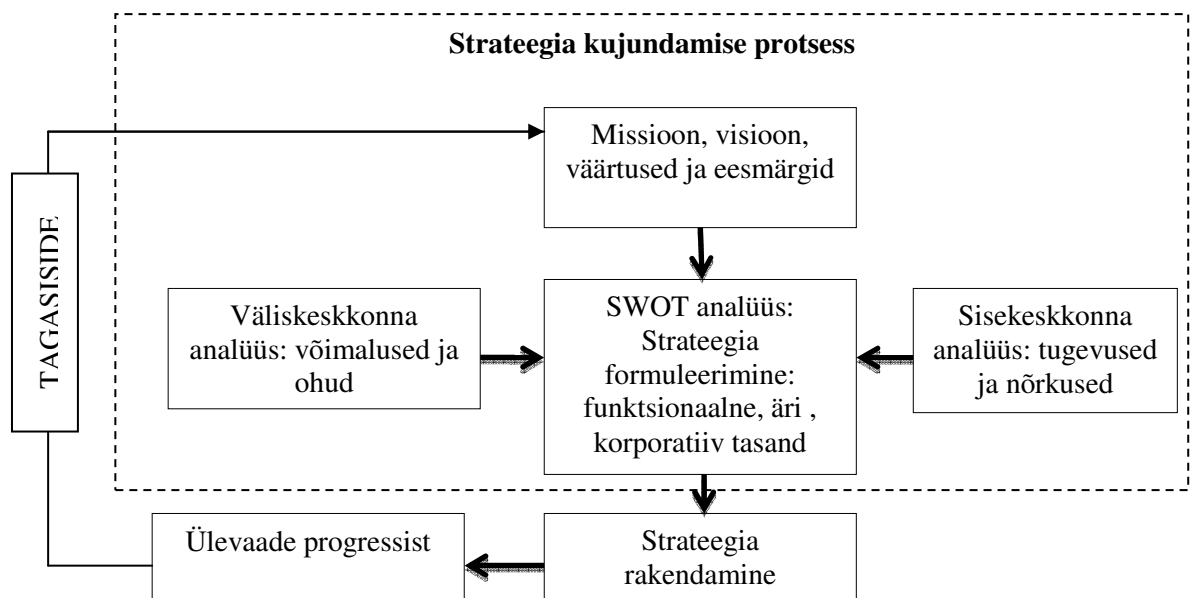 Strateegia kujundamise protsess
Missioon, visioon,
väärtused ja eesmärgid
TAGASISIDE
Väliskeskkonna
analüüs: võimalused ja
ohud
SWOT analüüs:
Strateegia
formuleerimine:
funktsionaalne, äri ,
korporatiiv tasand
Sisekeskkonna
analüüs: tugevused
ja nõrkused
Ülevaade progressist
Strateegia
rakendamine